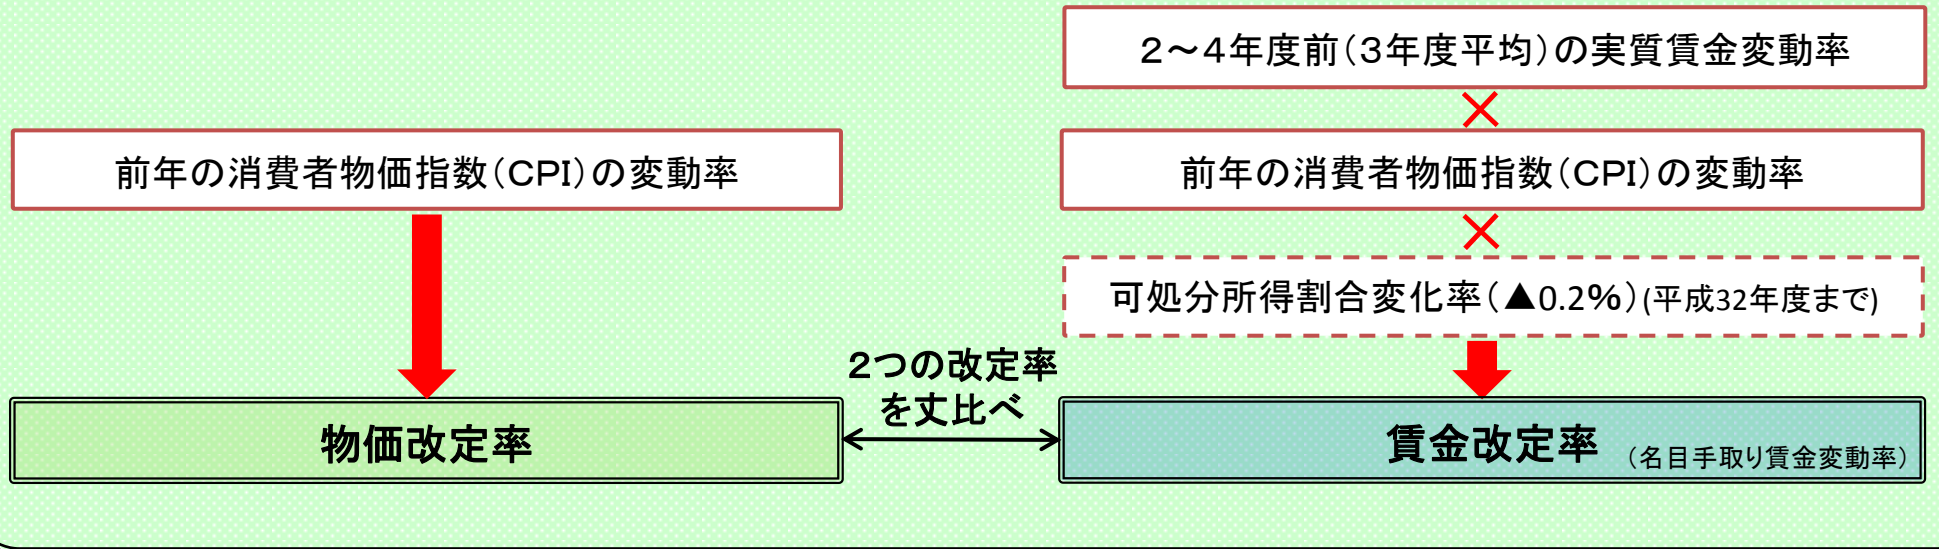 前年の消費者物価指数(CPI)の変動率
物価改定率
2つの改定率
を丈比べ
2~4年度前(3年度平均)の実質賃金変動率
×
前年の消費者物価指数(CPI)の変動率
×
可処分所得割合変化率(▲0.2%)(平成32年度まで)
賃金改定率 (名目手取り賃金変動率)